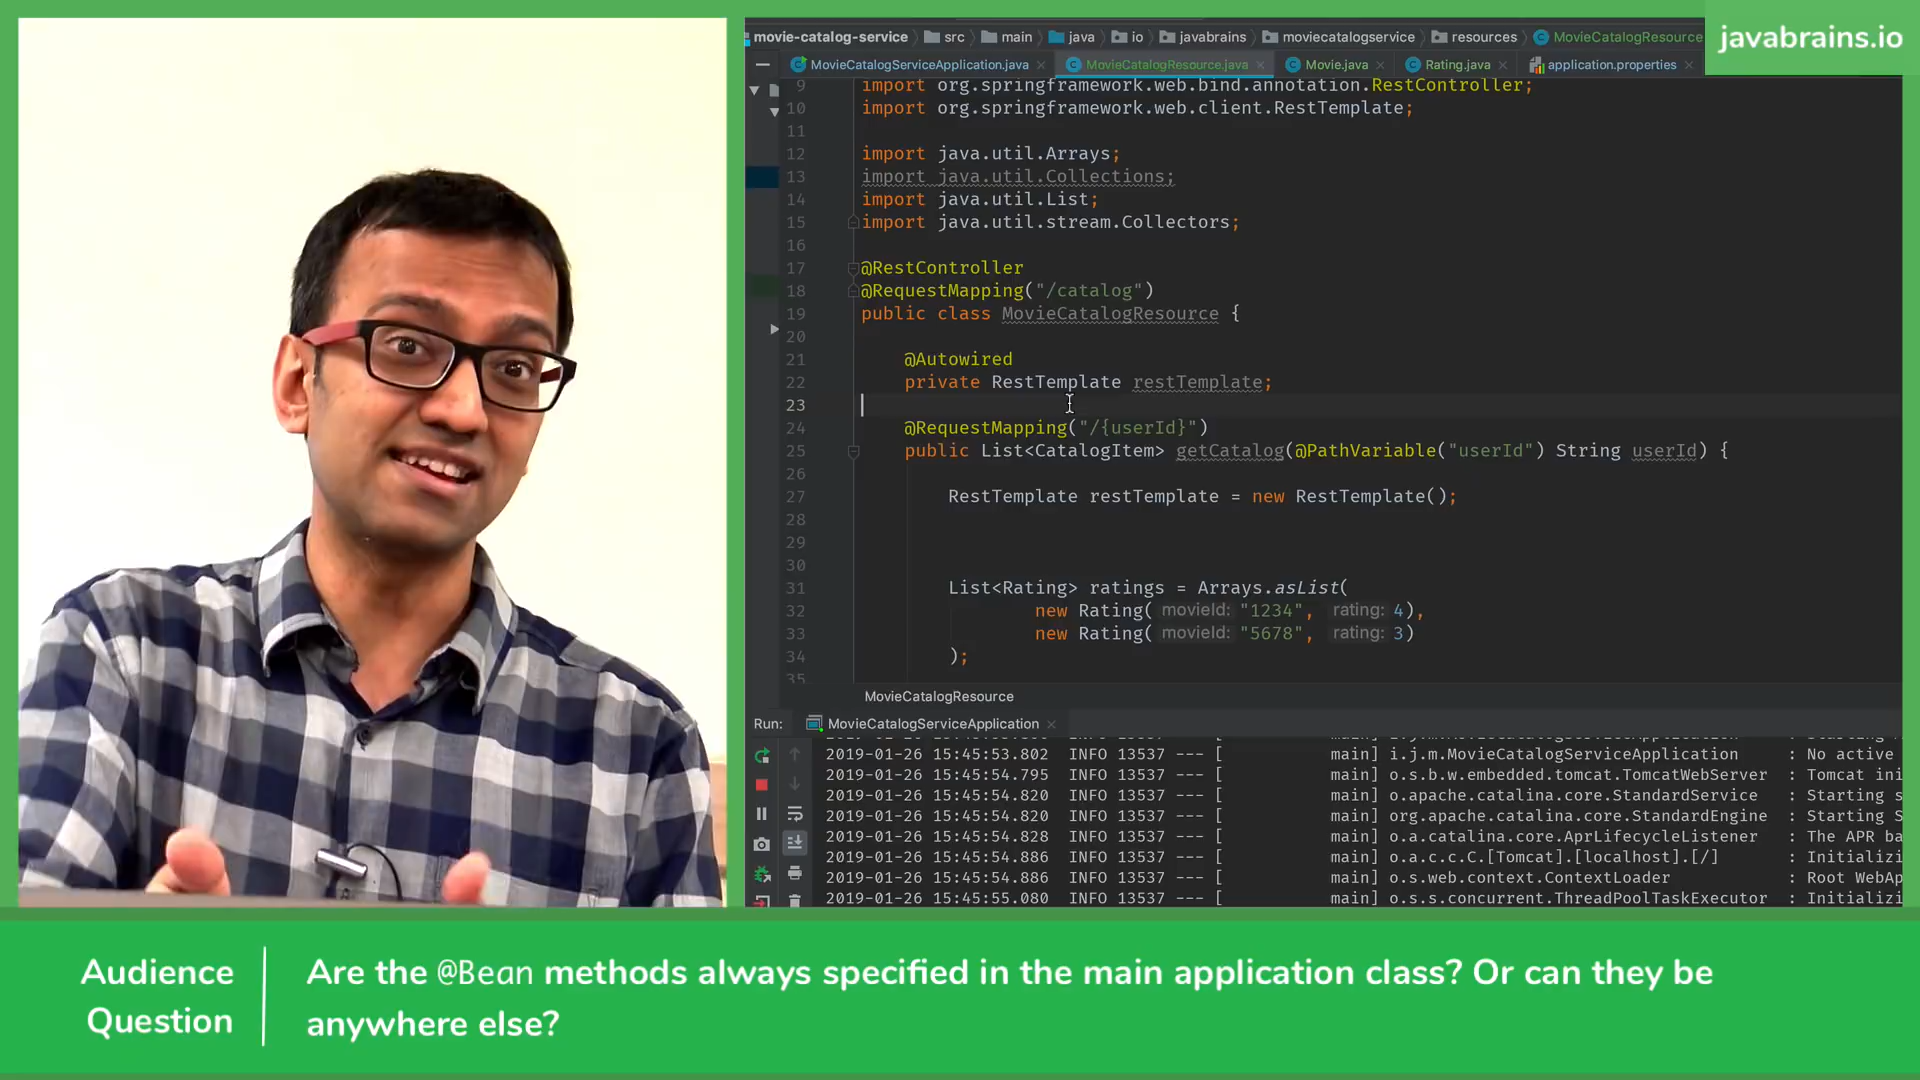 javabrains.io
movie-catalog-service src main java io javabrains moviecatalogservice resources MovieCatalogResource
MovieCatalogServiceApplication.java MovieCatalogResource.java Movie.java Rating.java application.properties
9 import org.springframework.web.bind.annotation.RestController;
10 import org.springframework.web.client.RestTemplate;
11
12 import java.util.Arrays;
13 import java.util.Collections;
14 import java.util.List;
15 import java.util.stream.Collectors;
16
17 @RestController
18 @RequestMapping("/catalog")
19 public class MovieCatalogResource {
20
21 @Autowired
22 private RestTemplate restTemplate;
23
24 @RequestMapping("/{userId}")
25 public List<CatalogItem> getCatalog(@PathVariable("userId") String userId) {
26
27 RestTemplate restTemplate = new RestTemplate();
28
29
30
31 List<Rating> ratings = Arrays.asList(
32 new Rating( movieId: "1234", rating: 4),
33 new Rating( movieId: "5678", rating: 3)
34 );
35
MovieCatalogResource
Run: MovieCatalogServiceApplication
2019-01-26 15:45:53.802 INFO 13537 --- [ main] i.j.m.MovieCatalogServiceApplication : No active
2019-01-26 15:45:54.795 INFO 13537 --- [ main] o.s.b.w.embedded.tomcat.TomcatWebServer : Tomcat ini
2019-01-26 15:45:54.820 INFO 13537 --- [ main] o.apache.catalina.core.StandardService : Starting s
2019-01-26 15:45:54.820 INFO 13537 --- [ main] org.apache.catalina.core.StandardEngine : Starting S
2019-01-26 15:45:54.828 INFO 13537 --- [ main] o.a.catalina.core.AprLifecycleListener : The APR ba
2019-01-26 15:45:54.886 INFO 13537 --- [ main] o.a.c.c.C.[Tomcat].[localhost].[/] : Initializi
2019-01-26 15:45:54.886 INFO 13537 --- [ main] o.s.web.context.ContextLoader : Root WebAp
2019-01-26 15:45:55.080 INFO 13537 --- [ main] o.s.s.concurrent.ThreadPoolTaskExecutor : Initializi
Audience
Question
Are the @Bean methods always specified in the main application class? Or can they be
anywhere else?